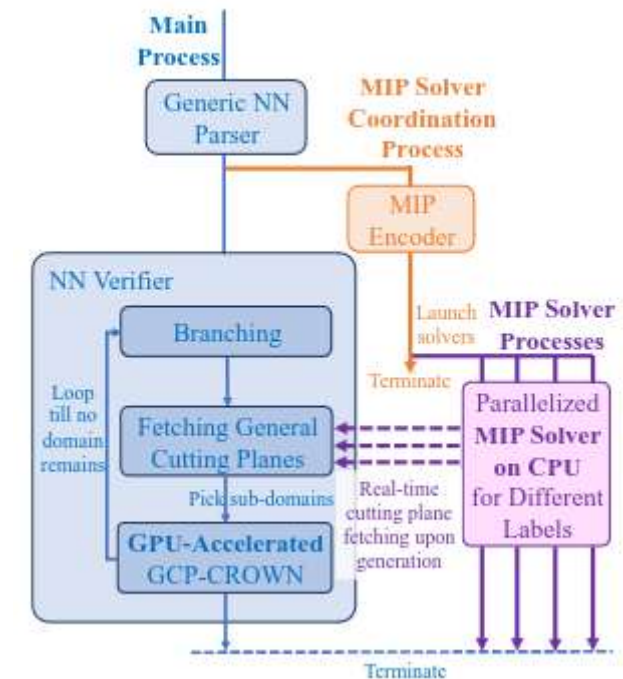 Main
Process
Generic NN
Parser
MIP Solver
Coordination
Process
MIP
Encoder
NN Verifier
Branching
Launch
solvers
MIP Solver
Processes
Terminate
Loop
till no
domain
remains
Fetching General
Cutting Planes
Parallelized
MIP Solver
on CPU
for Different
Labels
Pick sub-domains
Real-time
cutting plane
fetching upon
generation
GPU-Accelerated
GCP-CROWN
Terminate